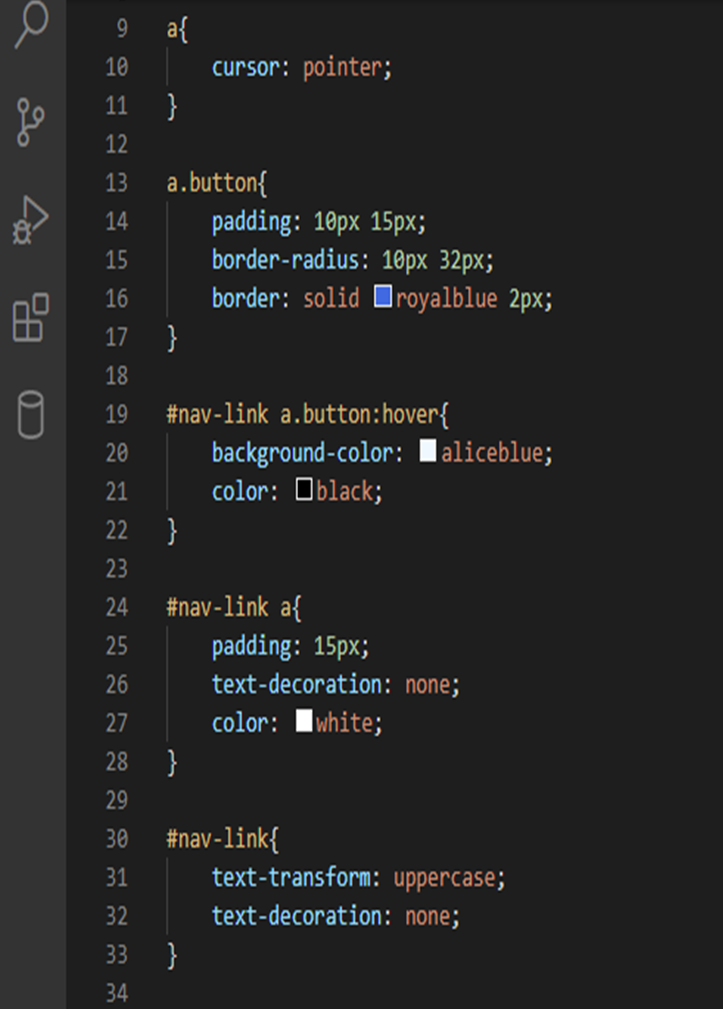 9 a{
10 cursor: pointer;
11 }
12
13 a.button{
14 padding: 10px 15px;
15 border-radius: 10px 32px;
16 border: solid royalblue 2px;
17 }
18
19 #nav-link a.button:hover{
20 background-color: aliceblue;
21 color: black;
22 }
23
24 #nav-link a{
25 padding: 15px;
26 text-decoration: none;
27 color: white;
28 }
29
30 #nav-link{
31 text-transform: uppercase;
32 text-decoration: none;
33 }
34